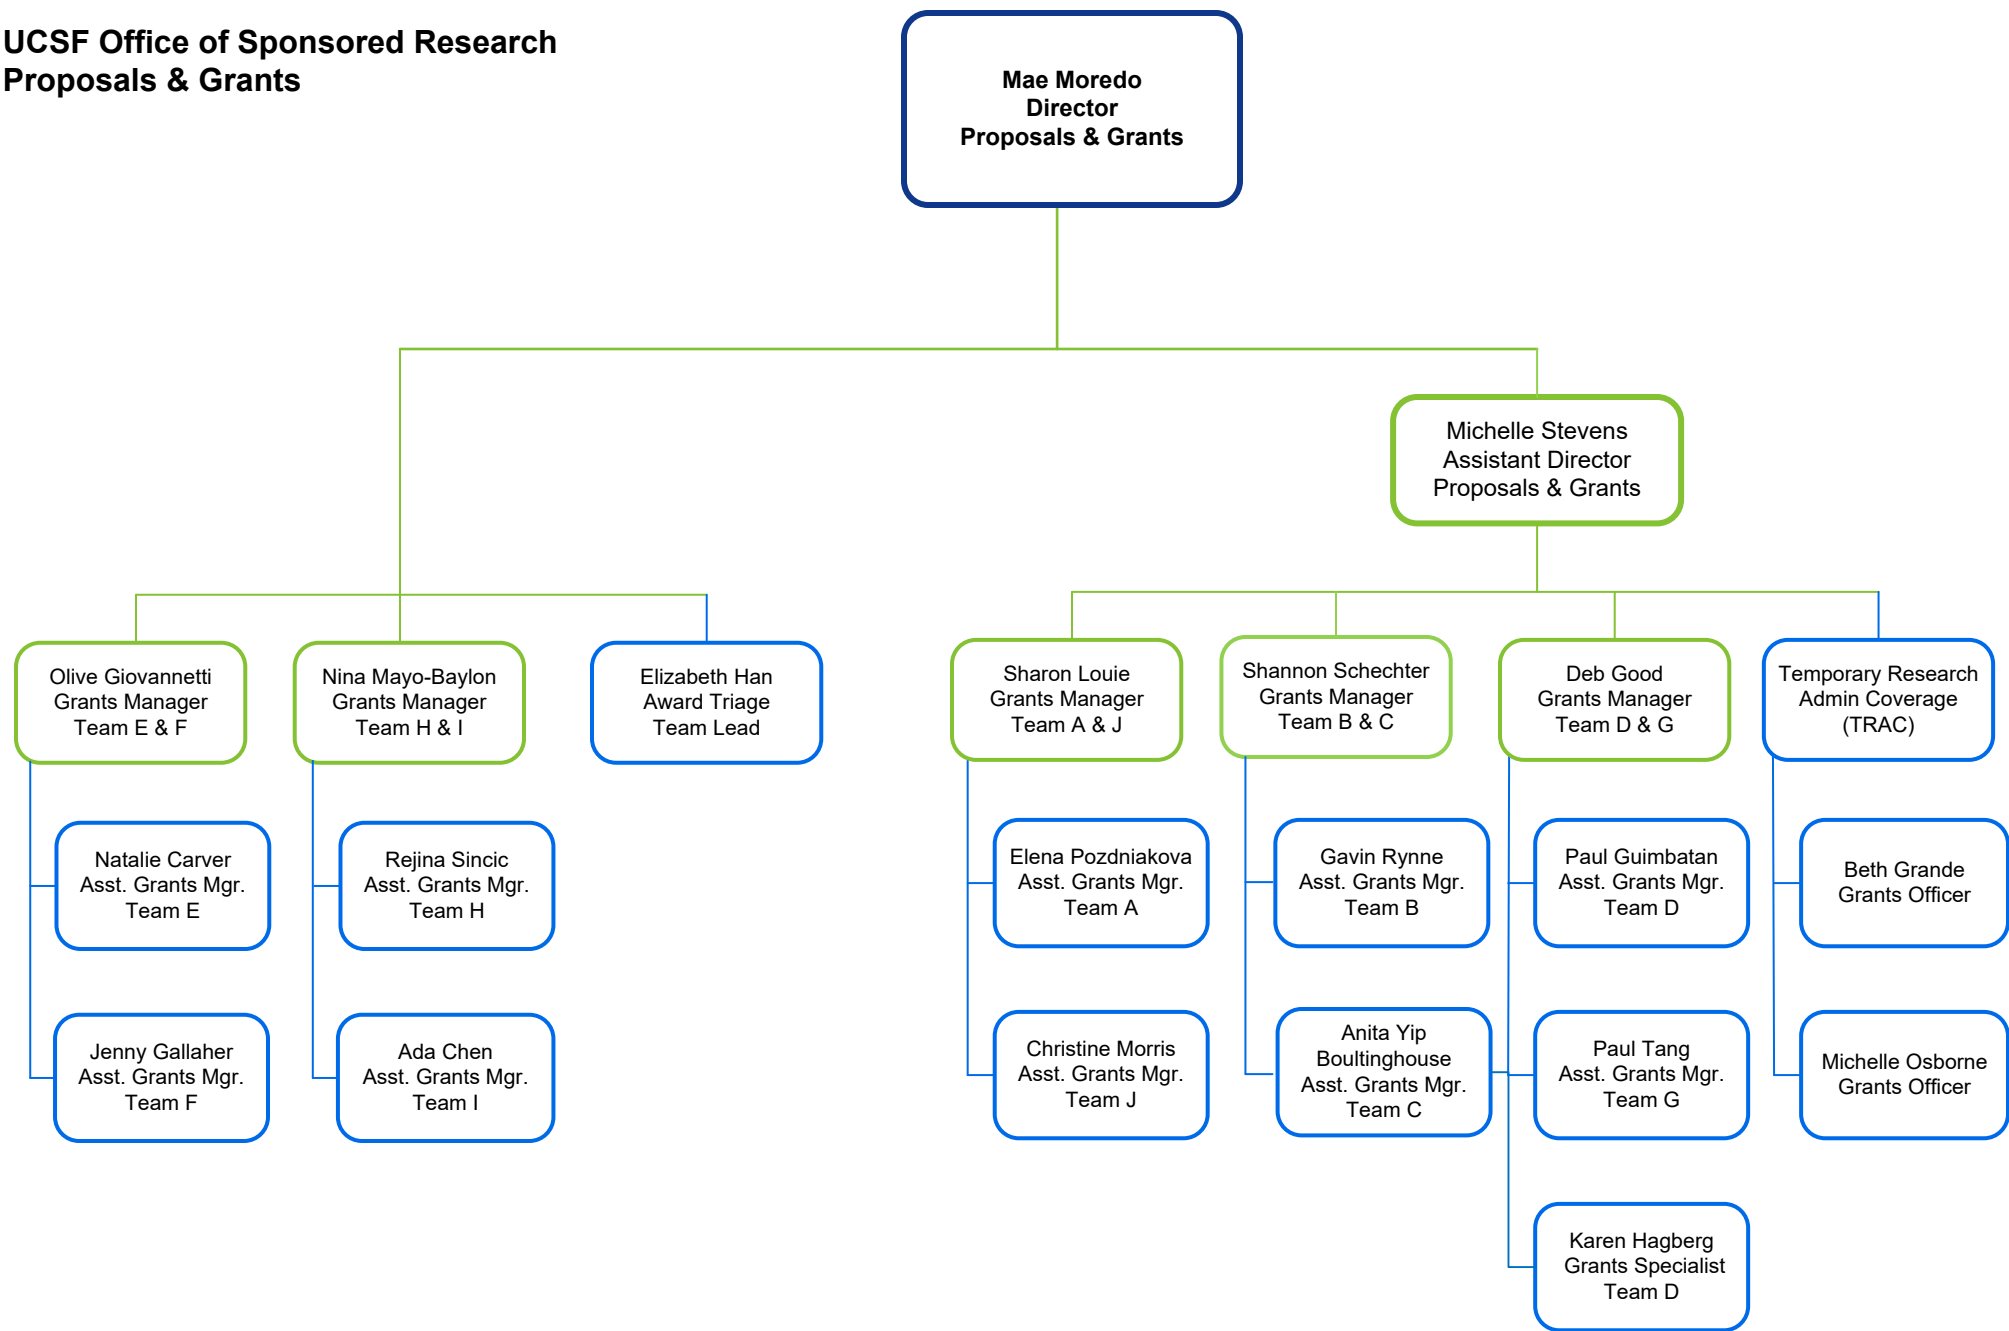 UCSF Office of Sponsored Research
Proposals & Grants
Mae Moredo
Director
Proposals & Grants
Michelle Stevens
Assistant Director
Proposals & Grants
Olive Giovannetti
Grants Manager
Team E & F
Nina Mayo-Baylon
Grants Manager
Team H & I
Elizabeth Han
Award Triage
Team Lead
Sharon Louie
Grants Manager
Team A & J
Shannon Schechter
Grants Manager
Team B & C
Deb Good
Grants Manager
Team D & G
Temporary Research
Admin Coverage
(TRAC)
Natalie Carver
Asst. Grants Mgr.
Team E
Rejina Sincic
Asst. Grants Mgr.
Team H
Elena Pozdniakova
Asst. Grants Mgr.
Team A
Gavin Rynne
Asst. Grants Mgr.
Team B
Paul Guimbatan
Asst. Grants Mgr.
Team D
Beth Grande
Grants Officer
Jenny Gallaher
Asst. Grants Mgr.
Team F
Ada Chen
Asst. Grants Mgr.
Team I
Christine Morris
Asst. Grants Mgr.
Team J
Anita Yip
Boultinghouse
Asst. Grants Mgr.
Team C
Paul Tang
Asst. Grants Mgr.
Team G
Michelle Osborne
Grants Officer
Karen Hagberg
Grants Specialist
Team D